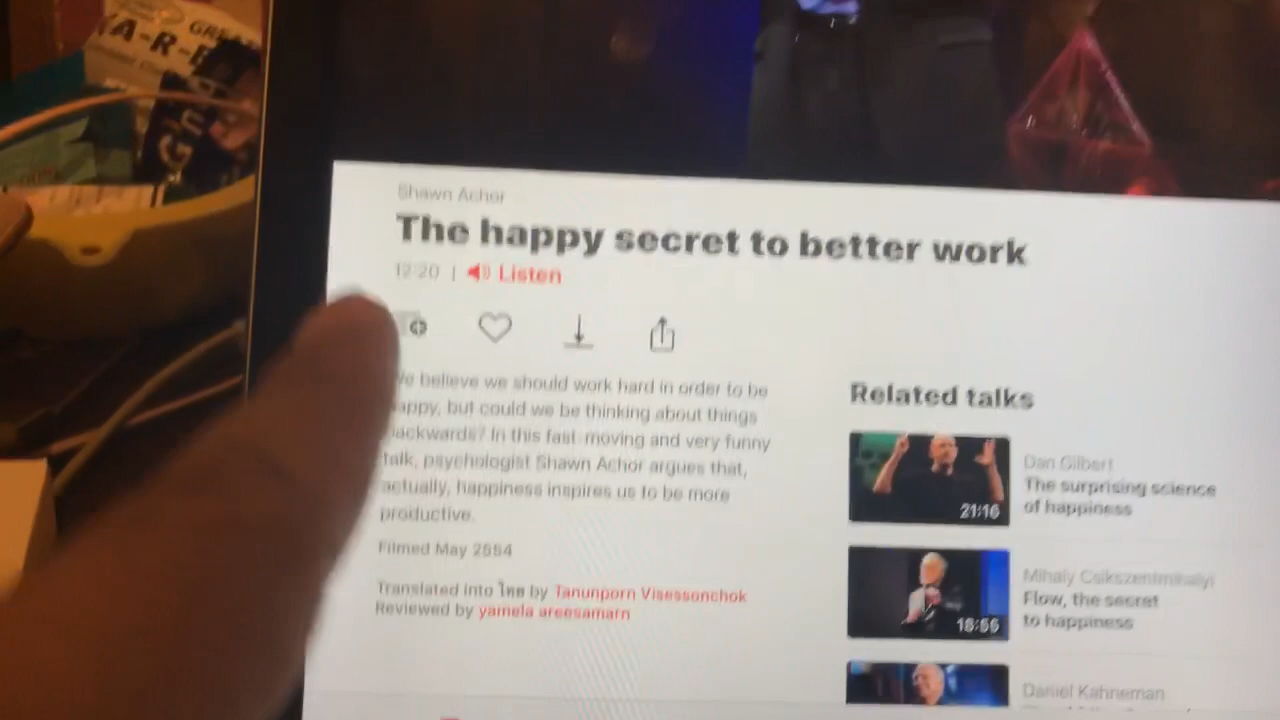 GREA
A-R-E
Shawn Achor
The happy secret to better work
12:20 | Listen
We believe we should work hard in order to be
happy, but could we be thinking about things
backwards? In this fast-moving and very funny
talk, psychologist Shawn Achor argues that,
actually, happiness inspires us to be more
productive.
Filmed May 2554
Translated into ไทย by Tanunporn Visessonchok
Reviewed by yamela areesamarn
Related talks
21:16
Dan Gilbert
The surprising science
of happiness
18:55
Mihaly Csikszentmihalyi
Flow, the secret
to happiness
Daniel Kahneman